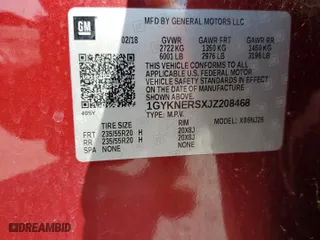 GM
MFD BY GENERAL MOTORS LLC
02/18 GVWR GAWR FRT GAWR RR
2722 KG 1350 KG 1450 KG
6001 LB 2976 LB 3196 LB
THIS VEHICLE CONFORMS TO ALL
APPLICABLE U.S. FEDERAL MOTOR
VEHICLE SAFETY STANDARDS IN
EFFECT ON THE DATE OF
MANUFACTURE SHOWN ABOVE.
1GYKNERSXJZ208468
TYPE: M.P.V. MODEL: X86NJ26
TIRE SIZE RIM
FRT 235/55R20 H 20X8J
RR 235/55R20 H 20X8J
SPA NONE NONE
DREAMBID